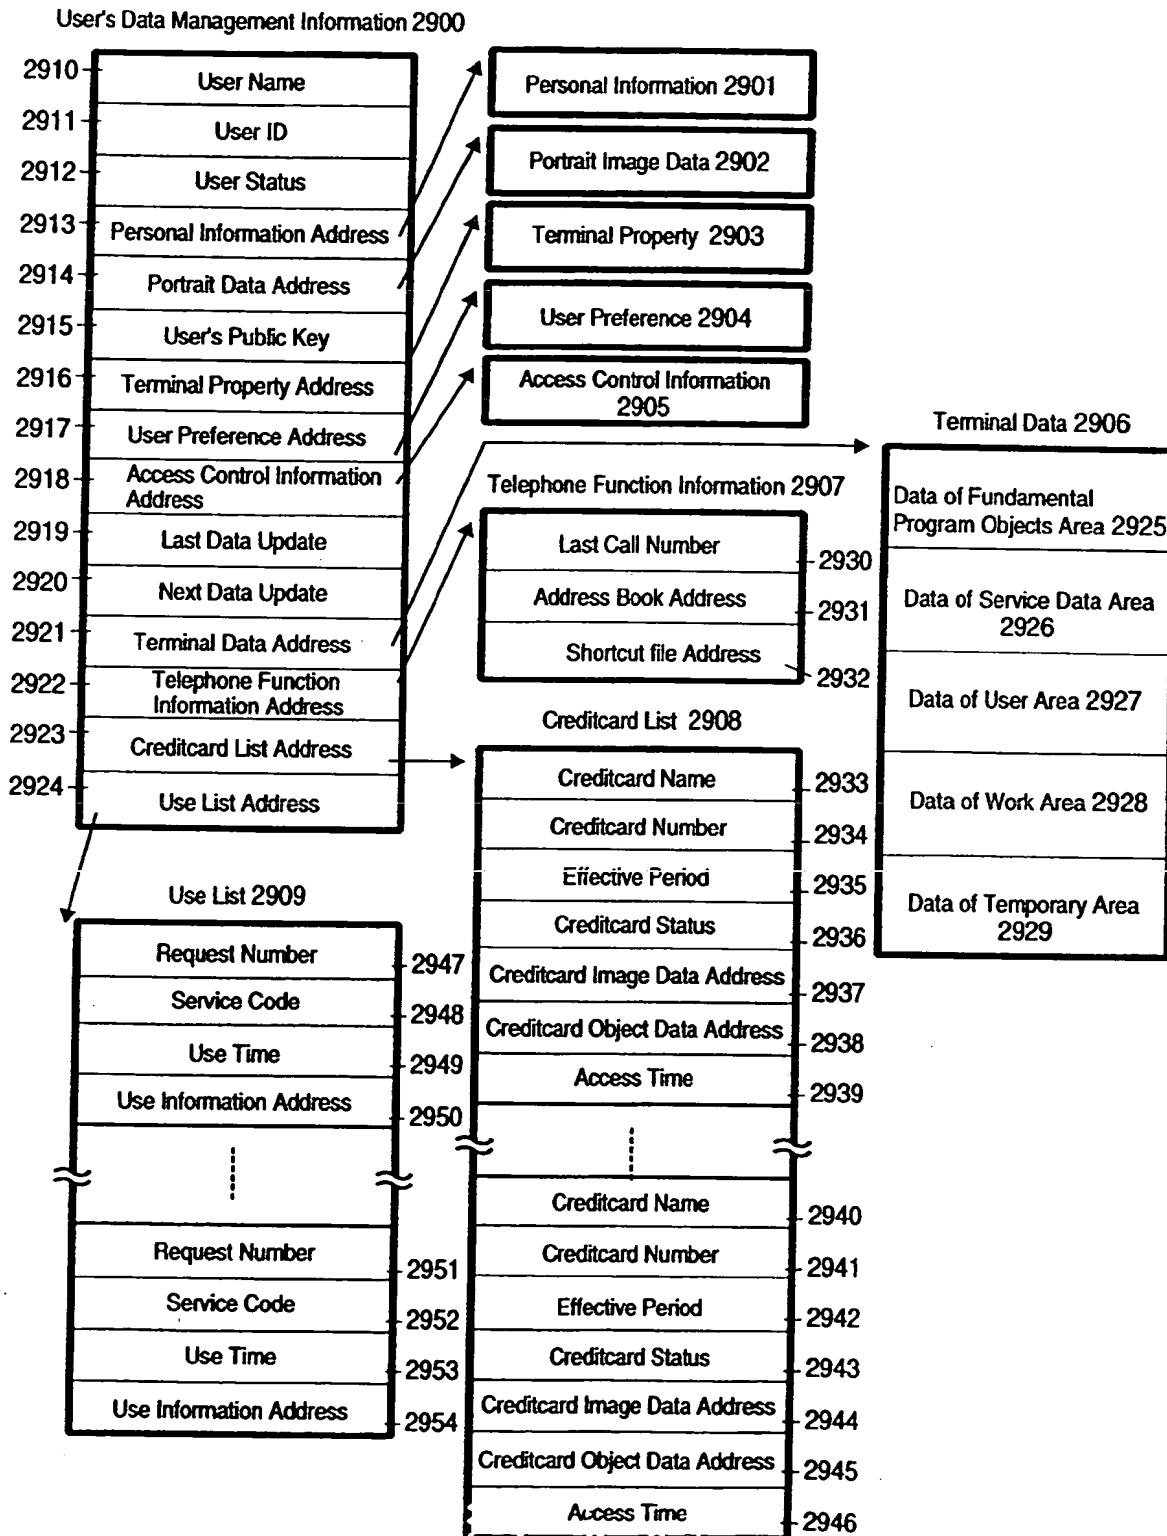 User's Data Management Information 2900
2910
User Name
2911
User ID
2912
User Status
2913
Personal Information Address
2914
Portrait Data Address
2915
User's Public Key
2916
Terminal Property Address
2917
User Preference Address
2918
Access Control Information
Address
2919
Last Data Update
2920
Next Data Update
2921
Terminal Data Address
2922
Telephone Function
Information Address
2923
Creditcard List Address
2924
Use List Address
Personal Information 2901
Portrait Image Data 2902
Terminal Property 2903
User Preference 2904
Access Control Information
2905
Terminal Data 2906
Data of Fundamental
Program Objects Area 2925
Data of Service Data Area
2926
Data of User Area 2927
Data of Work Area 2928
Data of Temporary Area
2929
Telephone Function Information 2907
Last Call Number
2930
Address Book Address
2931
Shortcut file Address
2932
Creditcard List 2908
Creditcard Name
2933
Creditcard Number
2934
Effective Period
2935
Creditcard Status
2936
Creditcard Image Data Address
2937
Creditcard Object Data Address
2938
Access Time
2939
Creditcard Name
2940
Creditcard Number
2941
Effective Period
2942
Creditcard Status
2943
Creditcard Image Data Address
2944
Creditcard Object Data Address
2945
Access Time
2946
Use List 2909
Request Number
2947
Service Code
2948
Use Time
2949
Use Information Address
2950
Request Number
2951
Service Code
2952
Use Time
2953
Use Information Address
2954